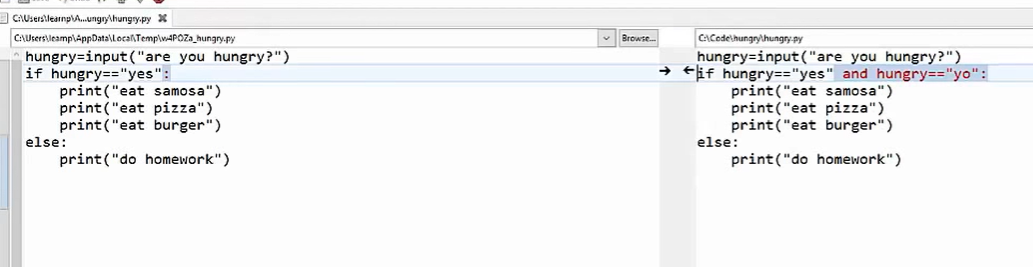 C:\Users\learnp\A...ungry\hungry.py
C:\Users\learnp\AppData\Local\Temp\w4POZa_hungry.py
Browse...
hungry=input("are you hungry?")
if hungry=="yes":
    print("eat samosa")
    print("eat pizza")
    print("eat burger")
else:
    print("do homework")
C:\Code\hungry\hungry.py
hungry=input("are you hungry?")
if hungry=="yes" and hungry=="yo":
    print("eat samosa")
    print("eat pizza")
    print("eat burger")
else:
    print("do homework")